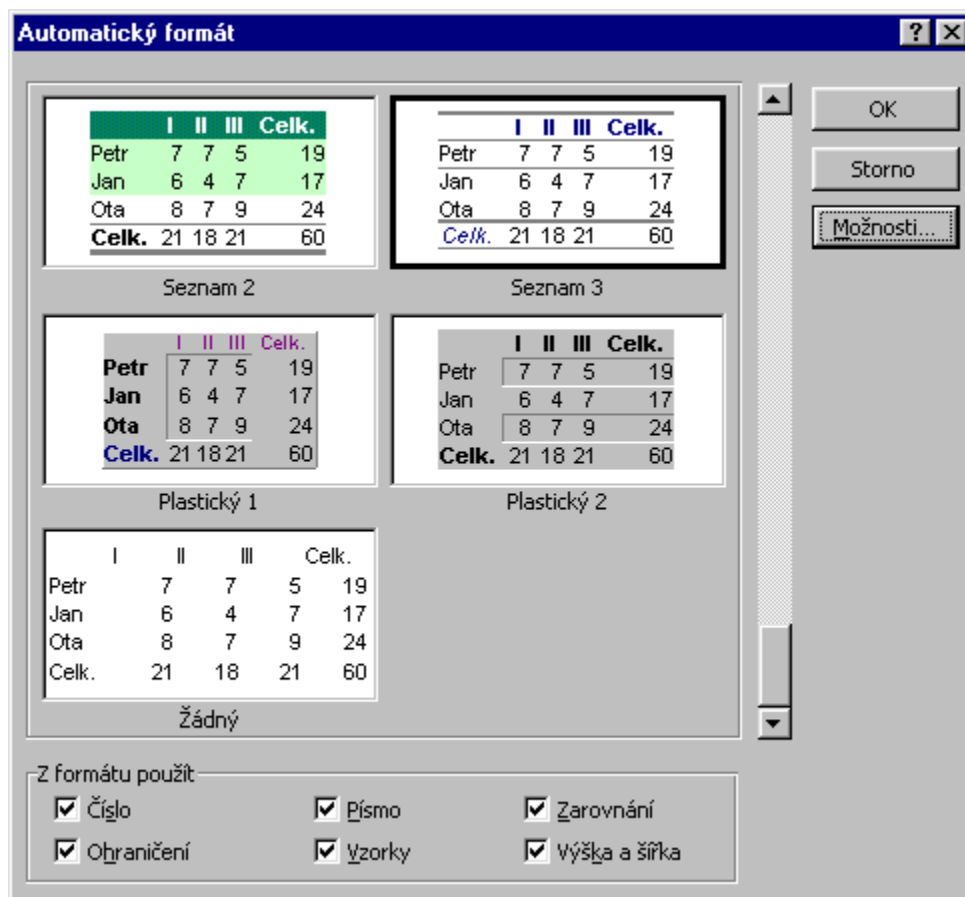 Automatický formát
I II III Celk.
Petr 7 7 5 19
Jan 6 4 7 17
Ota 8 7 9 24
Celk. 21 18 21 60
Seznam 2
I II III Celk.
Petr 7 7 5 19
Jan 6 4 7 17
Ota 8 7 9 24
Celk. 21 18 21 60
Seznam 3
I II III Celk.
Petr 7 7 5 19
Jan 6 4 7 17
Ota 8 7 9 24
Celk. 21 18 21 60
Plastický 1
I II III Celk.
Petr 7 7 5 19
Jan 6 4 7 17
Ota 8 7 9 24
Celk. 21 18 21 60
Plastický 2
I II III Celk.
Petr 7 7 5 19
Jan 6 4 7 17
Ota 8 7 9 24
Celk. 21 18 21 60
Žádný
OK
Storno
Možnosti...
Z formátu použít
Číslo Písmo Zarovnání
Ohraničení Vzorky Výška a šířka